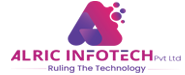 ALRIC INFOTECH Pvt Ltd
Ruling The Technology